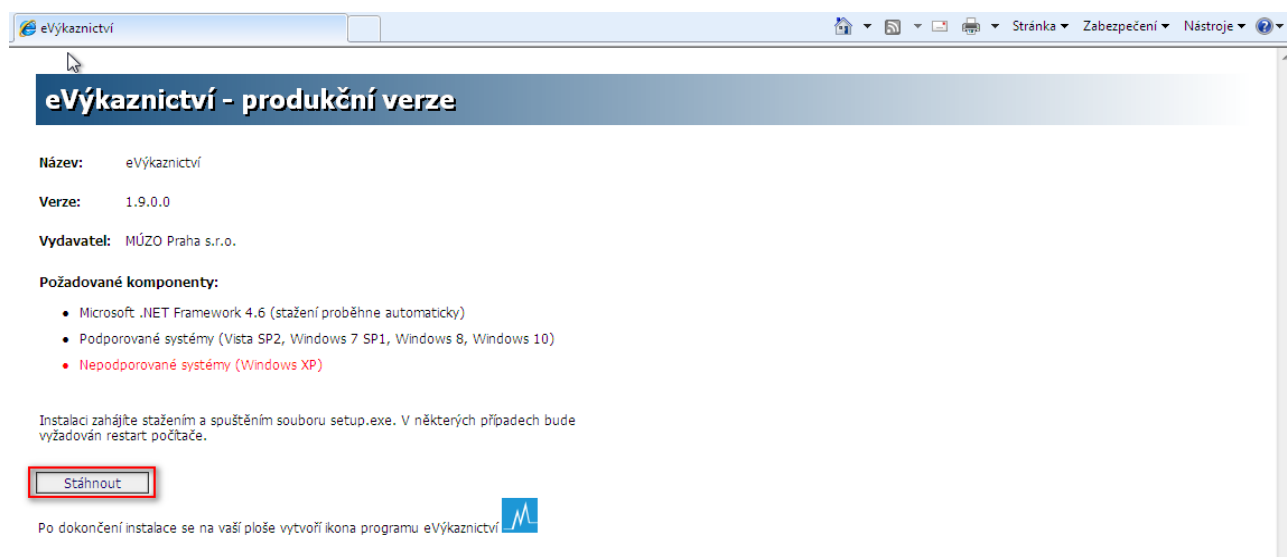 eVýkaznictví
Stránka
Zabezpečení
Nástroje
eVýkaznictví - produkční verze
Název: eVýkaznictví
Verze: 1.9.0.0
Vydavatel: MÚZO Praha s.r.o.
Požadované komponenty:
• Microsoft .NET Framework 4.6 (stažení proběhne automaticky)
• Podporované systémy (Vista SP2, Windows 7 SP1, Windows 8, Windows 10)
• Nepodporované systémy (Windows XP)
Instalaci zahájíte stažením a spuštěním souboru setup.exe. V některých případech bude
vyžadován restart počítače.
Stáhnout
Po dokončení instalace se na vaší ploše vytvoří ikona programu eVýkaznictví